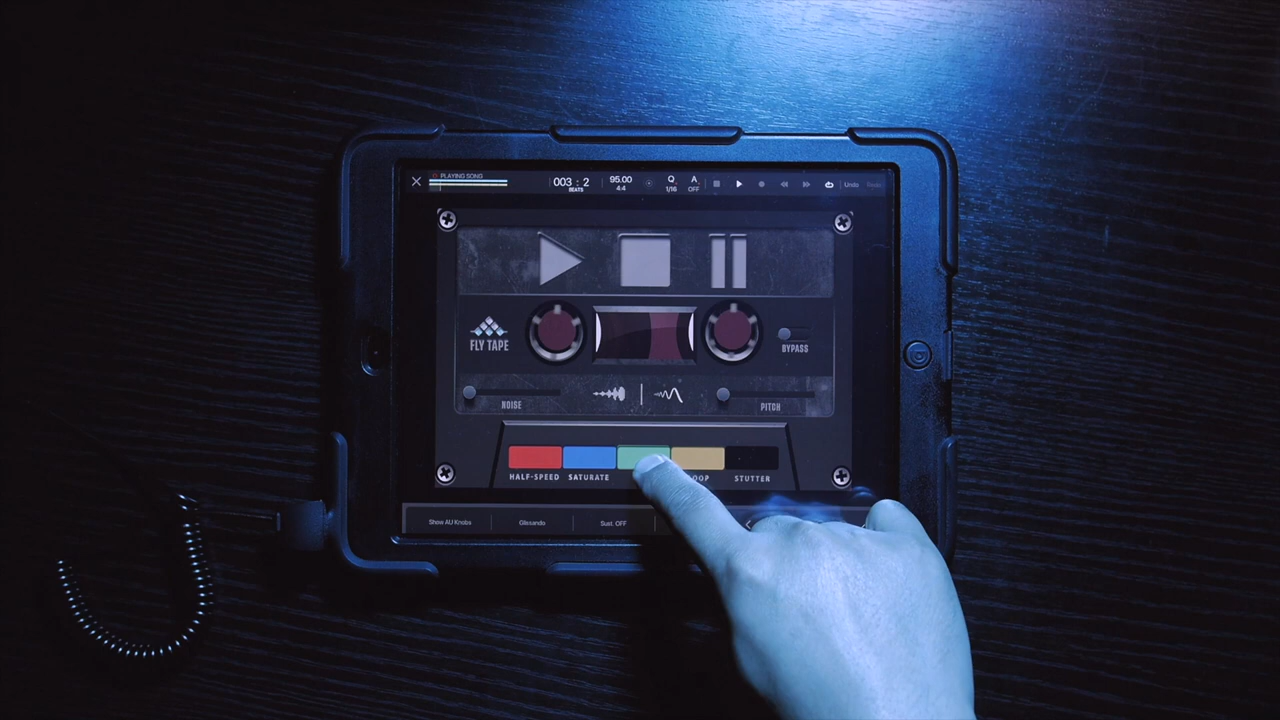 PLAYING SONG
003 : 2
BEATS
95.00
4:4
Q
1/16
A
OFF
Undo
Redo
FLY TAPE
BYPASS
NOISE
PITCH
HALF-SPEED SATURATE STUTTER
Show AU Knobs Glissando Sust. OFF